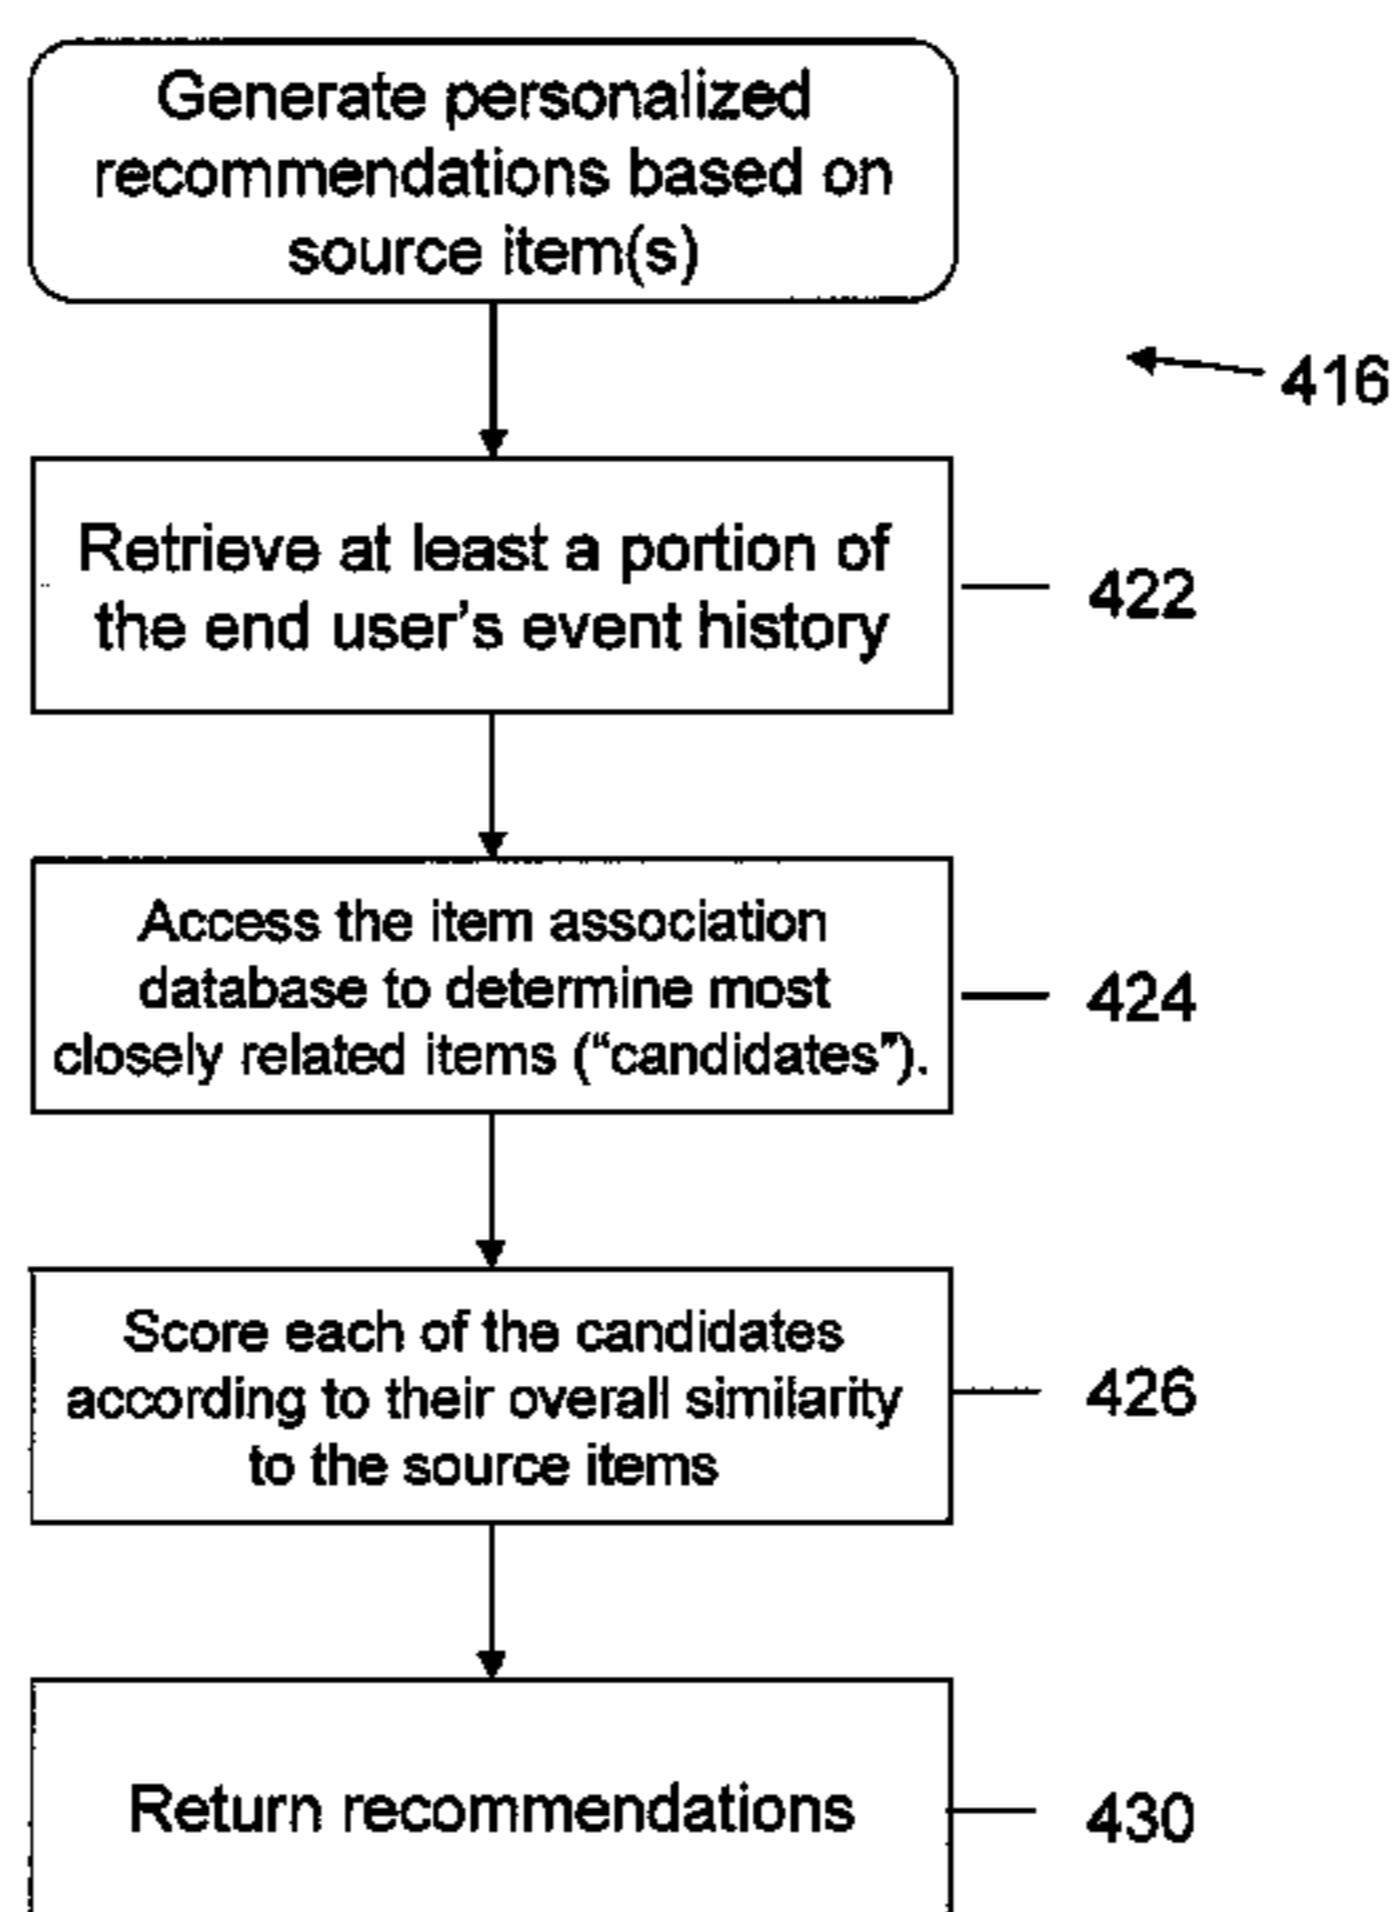 Generate personalized
recommendations based on
source item(s)
416
Retrieve at least a portion of
the end user's event history
422
Access the item association
database to determine most
closely related items (“candidates”).
424
Score each of the candidates
according to their overall similarity
to the source items
426
Return recommendations
430